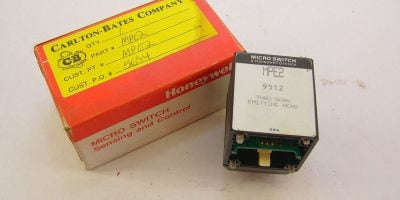 CARLTON-BATES COMPANY
CB
QTY.
PART # MPE2
CUST. PT. # MPE2
CUST. P.O. #
Honeywell
MICRO SWITCH
Sensing and Control
MICRO SWITCH
MPE2
9512
THRU SCAN
EMITTING HEAD
USA